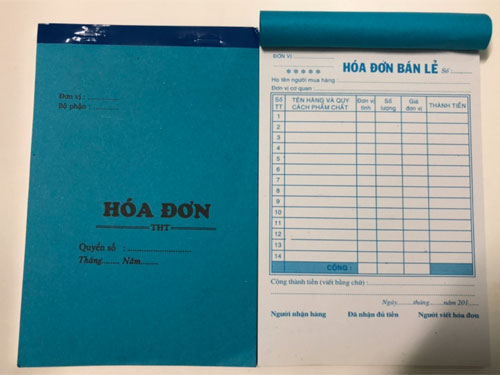 Đơn vị :
Bộ phận :
HÓA ĐƠN
THT
Quyển số :
Tháng....... Năm.......
ĐƠN VỊ
HÓA ĐƠN BÁN LẺ Số
Họ tên người mua hàng :
Đơn vị cơ quan :
Số TT TÊN HÀNG VÀ QUY CÁCH PHẨM CHẤT Đơn vị tính Số lượng Giá đơn vị THÀNH TIỀN
1
2
3
4
5
6
7
8
9
10
11
12
13
14
CỘNG :
Cộng thành tiền (viết bằng chữ) :
Ngày.......tháng.......năm 201.....
Người nhận hàng Đã nhận đủ tiền Người viết hóa đơn